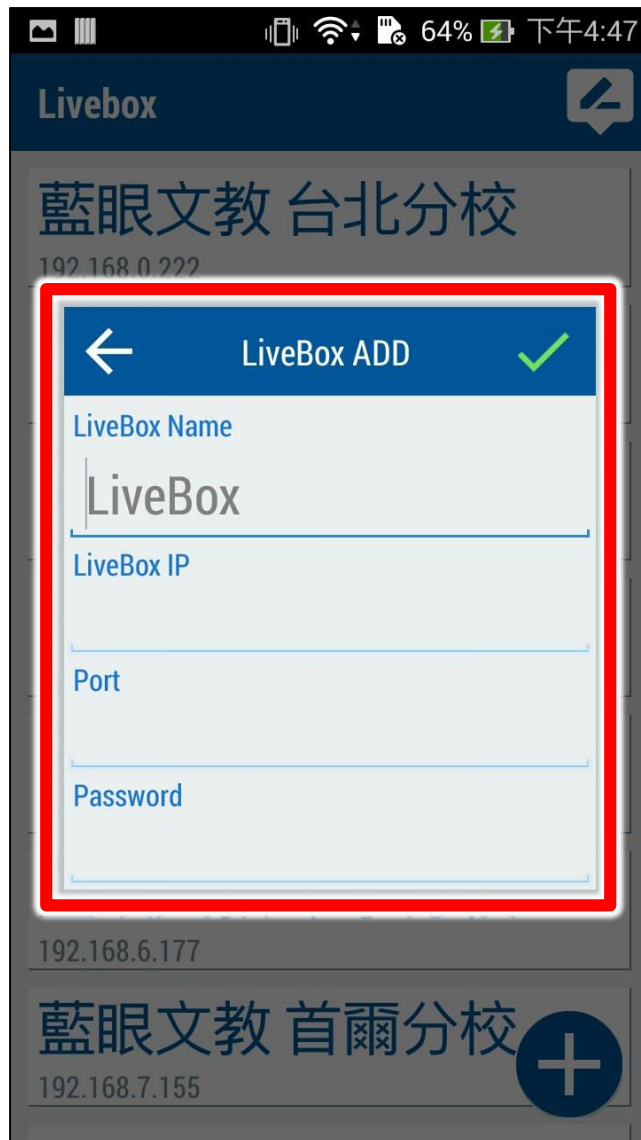 64% 下午4:47
Livebox
藍眼文教 台北分校
192.168.0.222
LiveBox ADD
LiveBox Name
LiveBox
LiveBox IP
Port
Password
192.168.6.177
藍眼文教 首爾分校
192.168.7.155